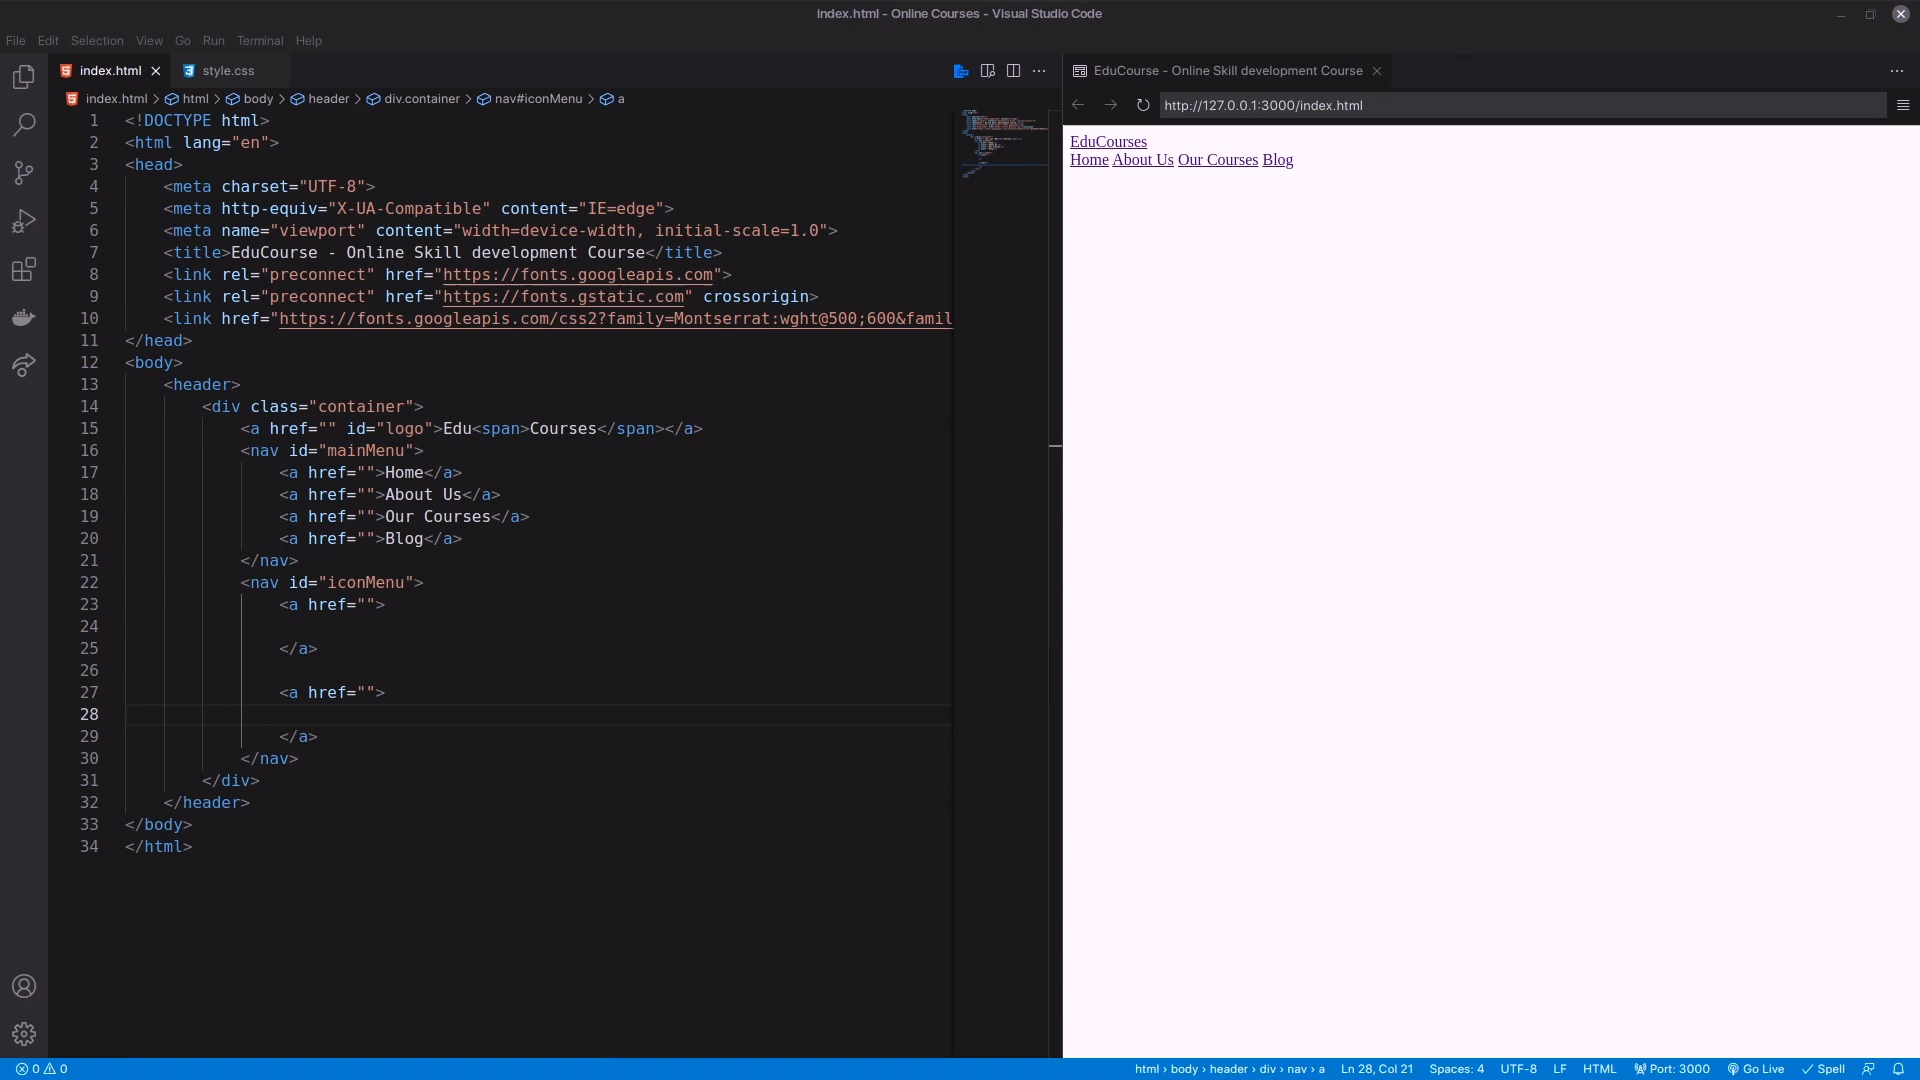 index.html - Online Courses - Visual Studio Code
File Edit Selection View Go Run Terminal Help
index.html style.css
EduCourse - Online Skill development Course
index.html > html > body > header > div.container > nav#iconMenu > a
http://127.0.0.1:3000/index.html
1 <!DOCTYPE html>
2 <html lang="en">
3 <head>
4 <meta charset="UTF-8">
5 <meta http-equiv="X-UA-Compatible" content="IE=edge">
6 <meta name="viewport" content="width=device-width, initial-scale=1.0">
7 <title>EduCourse - Online Skill development Course</title>
8 <link rel="preconnect" href="https://fonts.googleapis.com">
9 <link rel="preconnect" href="https://fonts.gstatic.com" crossorigin>
10 <link href="https://fonts.googleapis.com/css2?family=Montserrat:wght@500;600&famil
11 </head>
12 <body>
13 <header>
14 <div class="container">
15 <a href="" id="logo">Edu<span>Courses</span></a>
16 <nav id="mainMenu">
17 <a href="">Home</a>
18 <a href="">About Us</a>
19 <a href="">Our Courses</a>
20 <a href="">Blog</a>
21 </nav>
22 <nav id="iconMenu">
23 <a href="">
24
25 </a>
26
27 <a href="">
28
29 </a>
30 </nav>
31 </div>
32 </header>
33 </body>
34 </html>
EduCourses
Home About Us Our Courses Blog
0 0
html › body › header › div › nav › a Ln 28, Col 21 Spaces: 4 UTF-8 LF HTML Port: 3000 Go Live Spell